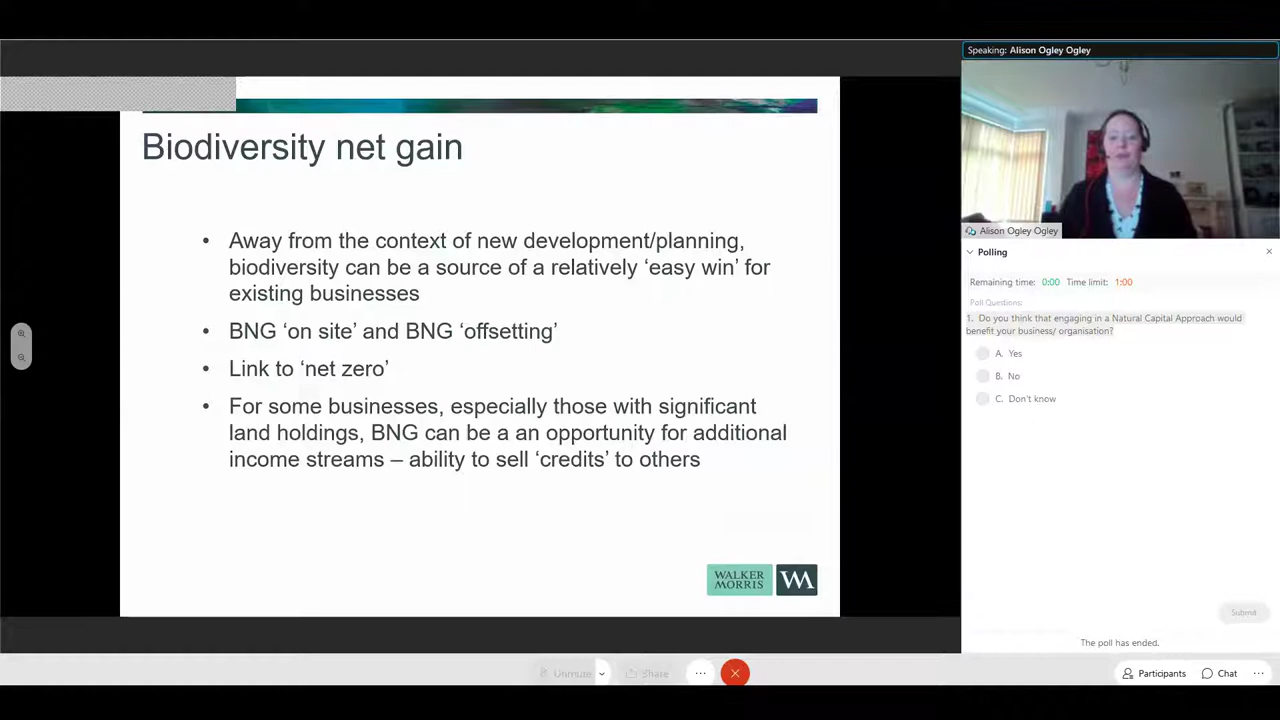 Speaking: Alison Ogley Ogley
Biodiversity net gain
• Away from the context of new development/planning,
biodiversity can be a source of a relatively ‘easy win’ for
existing businesses
• BNG ‘on site’ and BNG ‘offsetting’
• Link to ‘net zero’
• For some businesses, especially those with significant
land holdings, BNG can be a an opportunity for additional
income streams – ability to sell ‘credits’ to others
WALKER
MORRIS
WM
Alison Ogley Ogley
Polling
Remaining time: 0:00 Time limit: 1:00
Poll Questions:
1. Do you think that engaging in a Natural Capital Approach would
benefit your business/ organisation?
A. Yes
B. No
C. Don't know
Submit
The poll has ended.
Unmute
Share
Participants
Chat